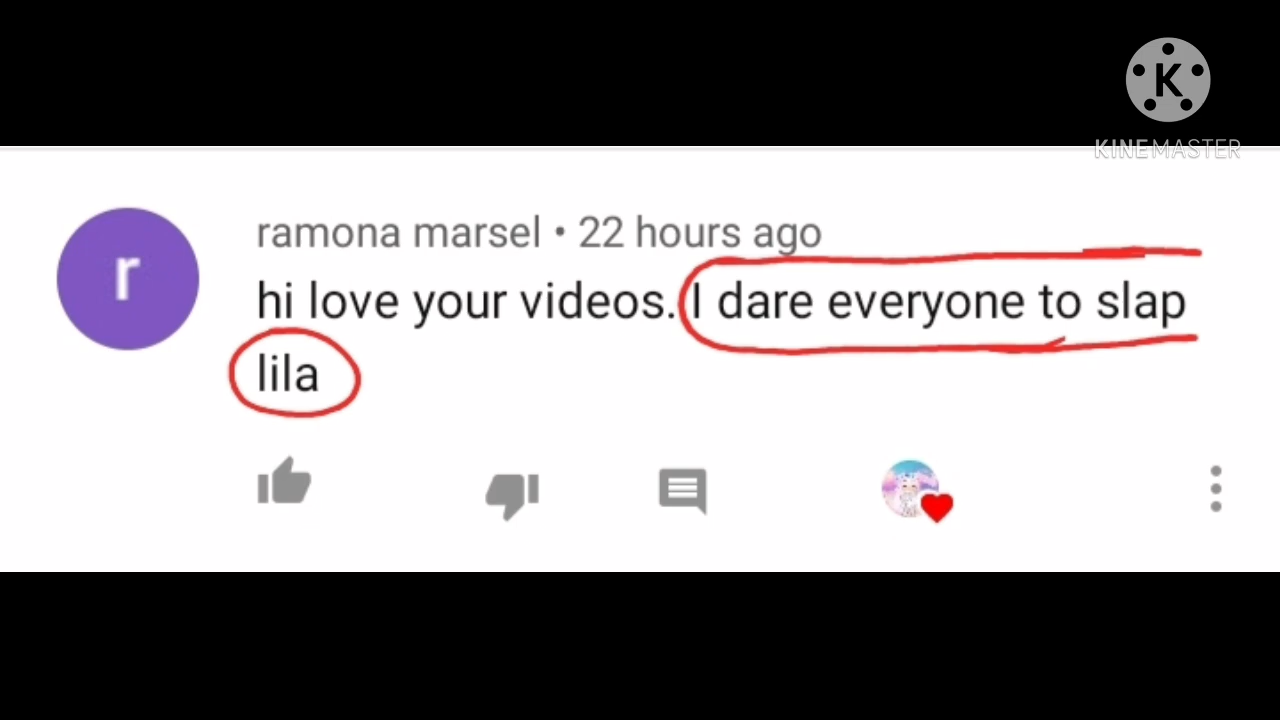 K
KINEMASTER
r
ramona marsel • 22 hours ago
hi love your videos. I dare everyone to slap
lila